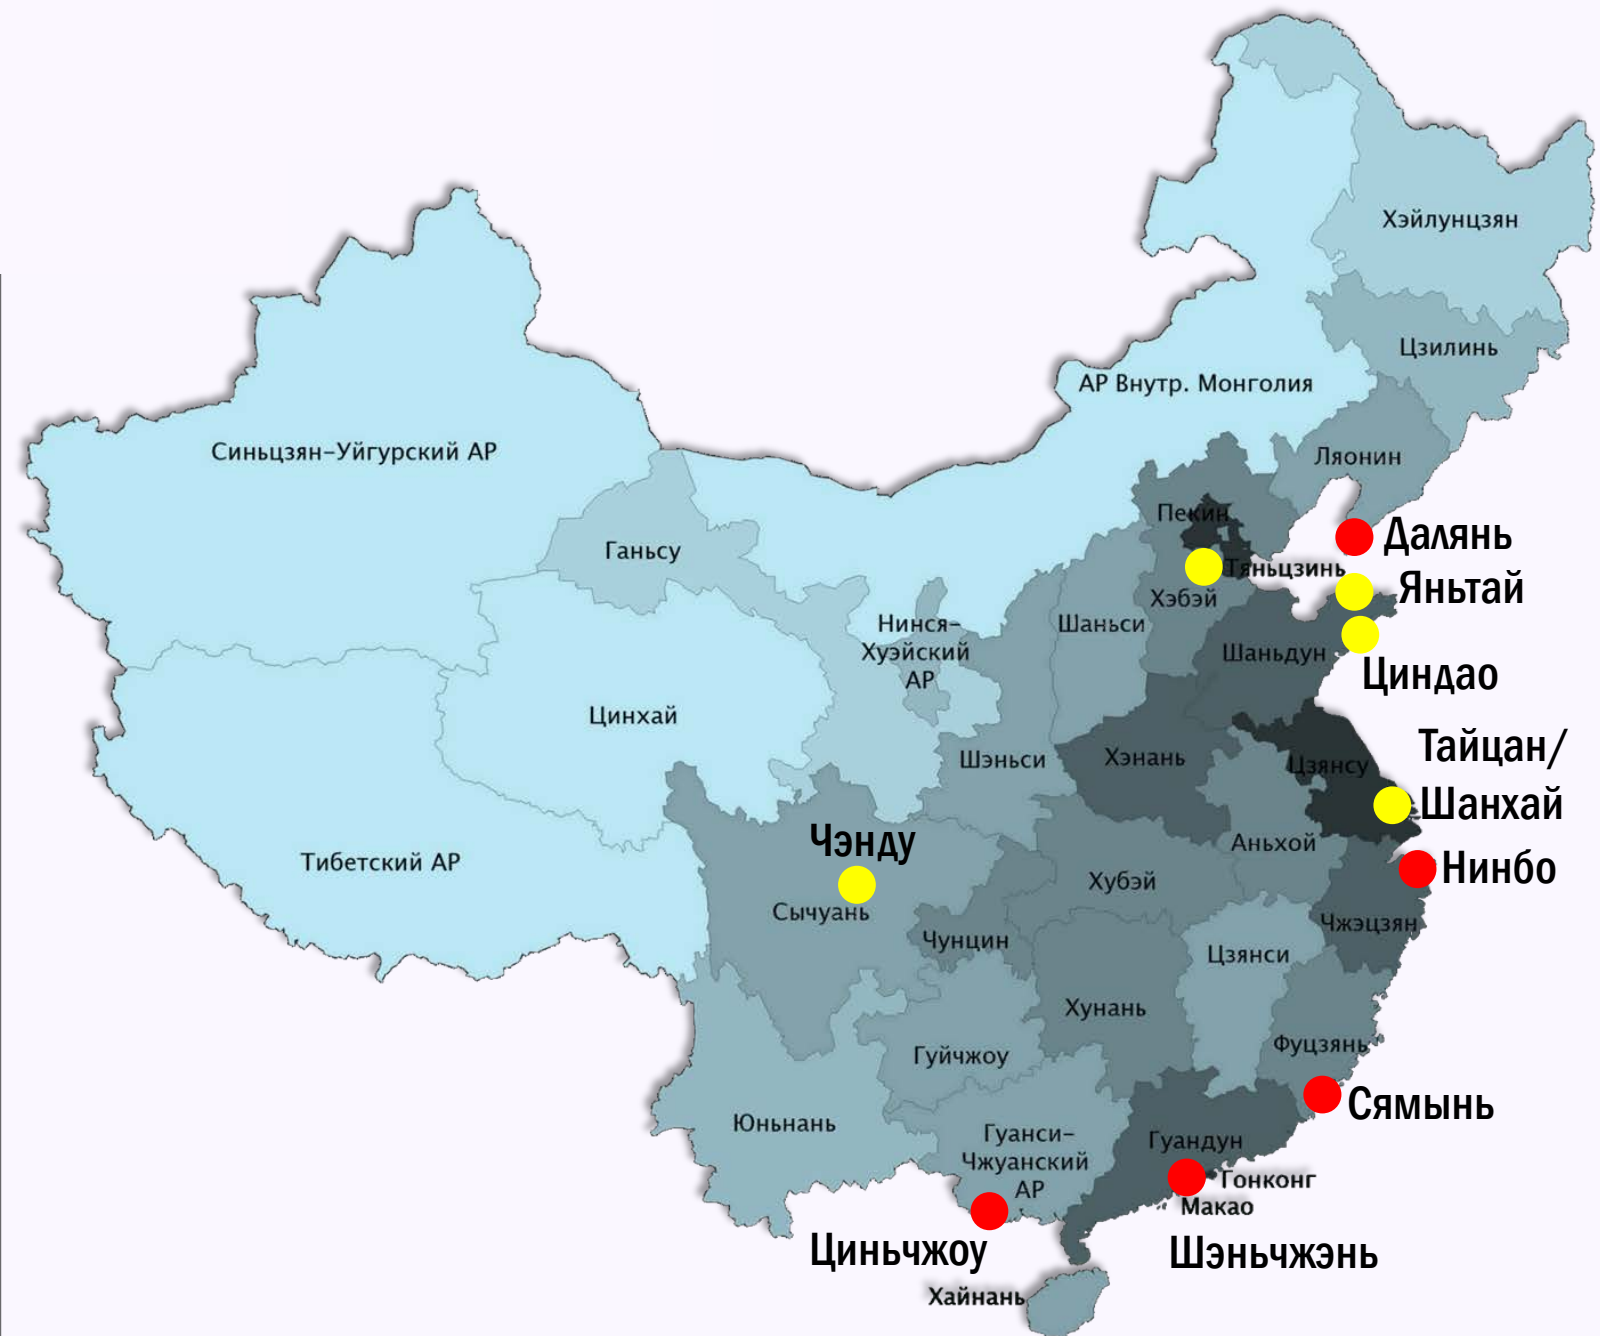 Хэйлунцзян
Цзилинь
АР Внутр. Монголия
Синьцзян-Уйгурский АР
Ляонин
Пекин
Далянь
Ганьсу
Тяньцзинь
Яньтай
Хэбэй
Нинся-
Хуэйский
АР
Шаньси
Шаньдун
Циндао
Цинхай
Тайцан/
Шанхай
Шэньси
Хэнань
Цзянсу
Чэнду
Аньхой
Тибетский АР
Хубэй
Нинбо
Сычуань
Чунцин
Чжэцзян
Цзянси
Хунань
Фуцзянь
Гуйчжоу
Сямынь
Юньнань
Гуанси-
Чжуанский
АР
Гуандун
Гонконг
Макао
Циньчжоу
Шэньчжэнь
Хайнань